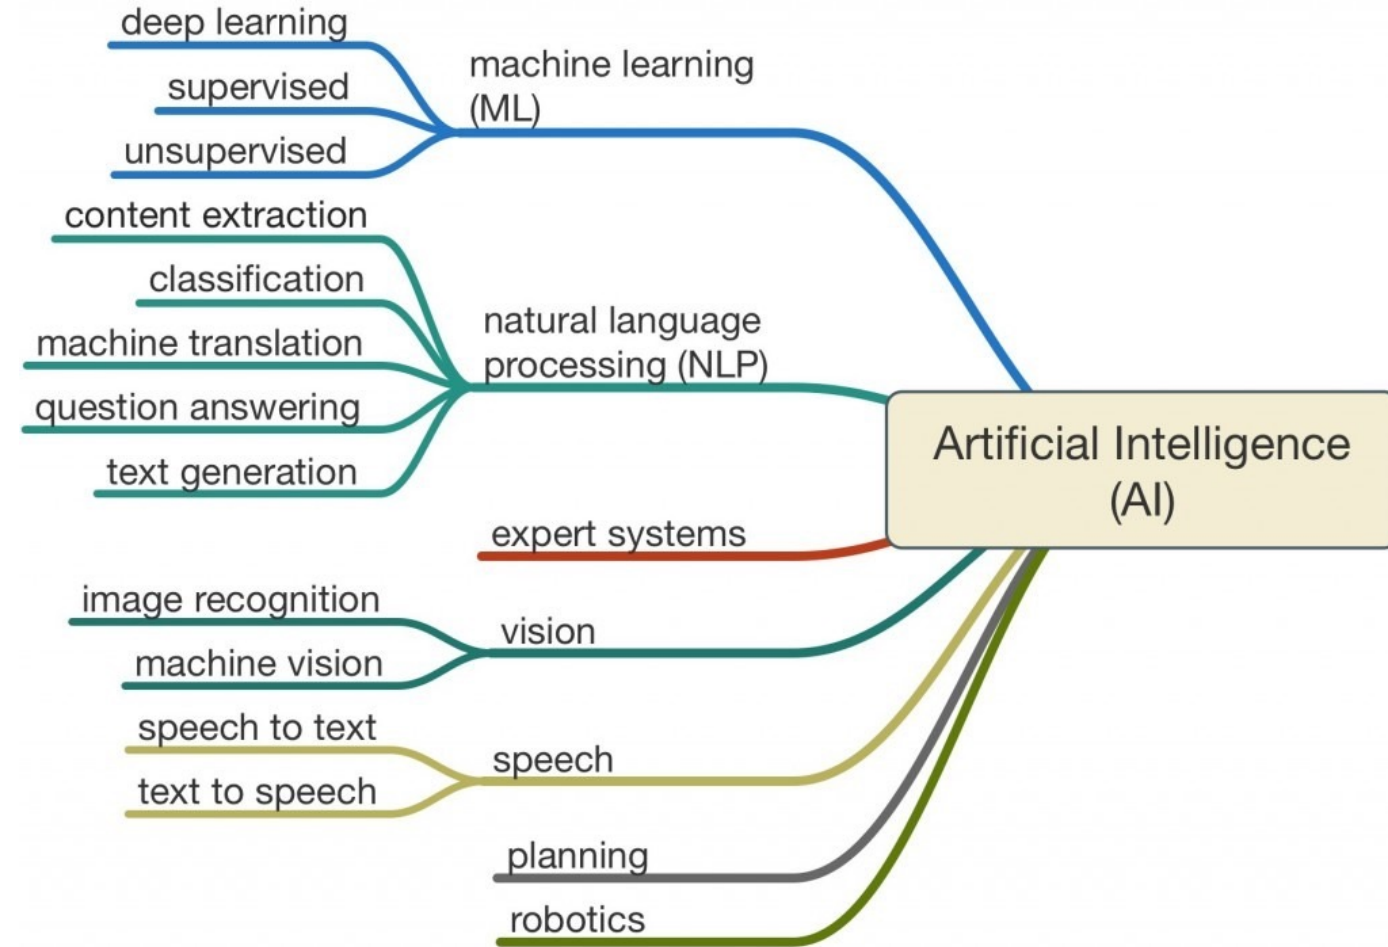 deep learning
supervised
unsupervised
machine learning
(ML)
content extraction
classification
machine translation
question answering
text generation
natural language
processing (NLP)
expert systems
image recognition
machine vision
vision
speech to text
text to speech
speech
planning
robotics
Artificial Intelligence
(AI)